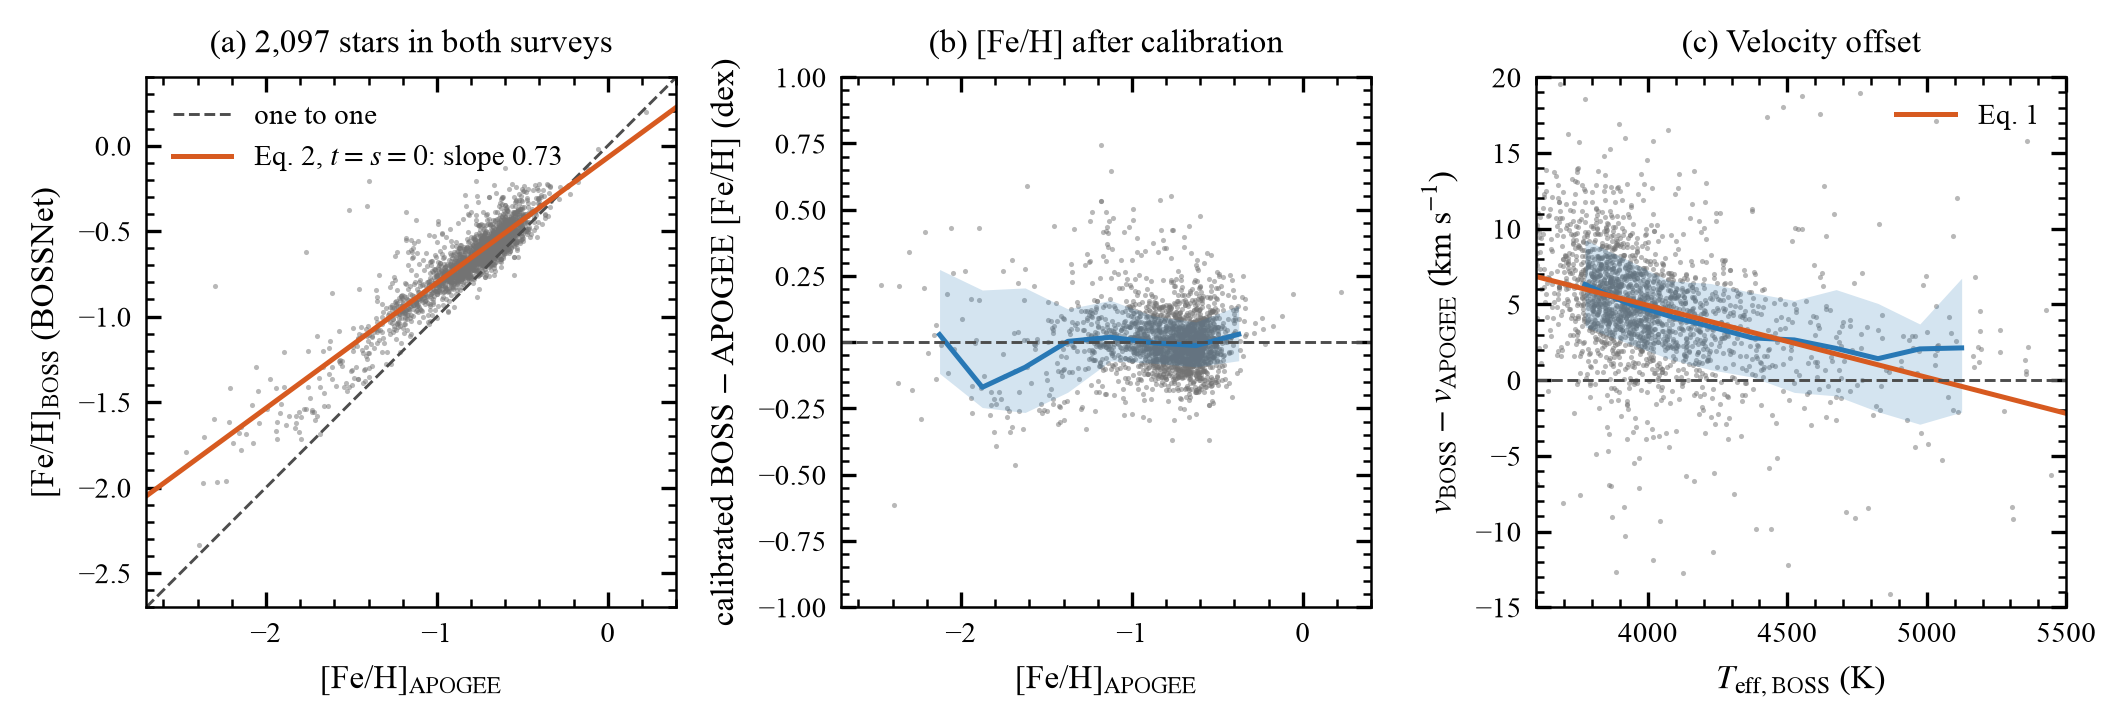 (a) 2,097 stars in both surveys
one to one
Eq. 2, t = s = 0: slope 0.73
0.0
−0.5
−1.0
−1.5
−2.0
−2.5
−2
−1
0
[Fe/H]BOSS (BOSSNet)
[Fe/H]APOGEE
(b) [Fe/H] after calibration
1.00
0.75
0.50
0.25
0.00
−0.25
−0.50
−0.75
−1.00
−2
−1
0
calibrated BOSS − APOGEE [Fe/H] (dex)
[Fe/H]APOGEE
(c) Velocity offset
Eq. 1
20
15
10
5
0
−5
−10
−15
4000
4500
5000
5500
vBOSS − vAPOGEE (km s⁻¹)
Teff, BOSS (K)